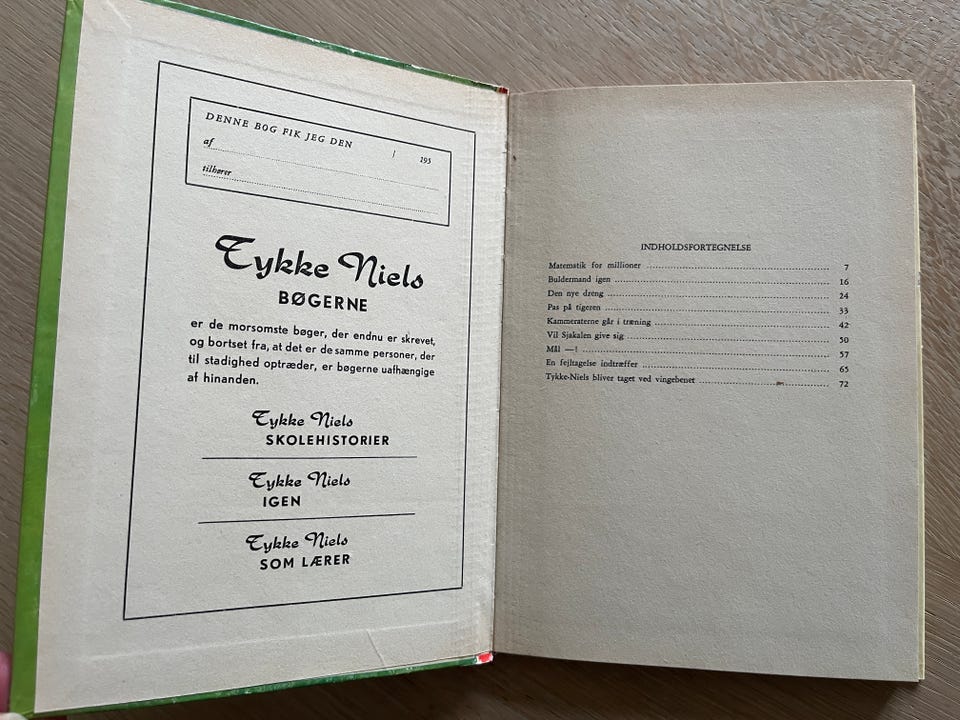 DENNE BOG FIK JEG DEN / 195
af
tilhører
Tykke Niels
BØGERNE
er de morsomste bøger, der endnu er skrevet,
og bortset fra, at det er de samme personer, der
til stadighed optræder, er bøgerne uafhængige
af hinanden.
Tykke Niels
SKOLEHISTORIER
Tykke Niels
IGEN
Tykke Niels
SOM LÆRER
INDHOLDSFORTEGNELSE
Matematik for millioner 7
Buldermand igen 16
Den nye dreng 24
Pas på tigeren 33
Kammeraterne går i træning 42
Vil Sjakalen give sig 50
Mål —! 57
En fejltagelse indtræffer 65
Tykke-Niels bliver taget ved vingebenet 72